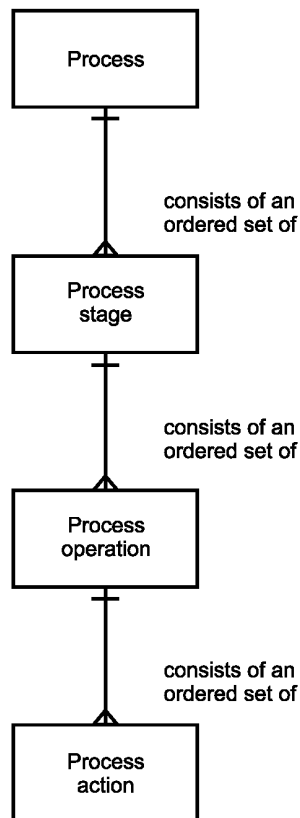 Process
consists of an
ordered set of
Process
stage
consists of an
ordered set of
Process
operation
consists of an
ordered set of
Process
action